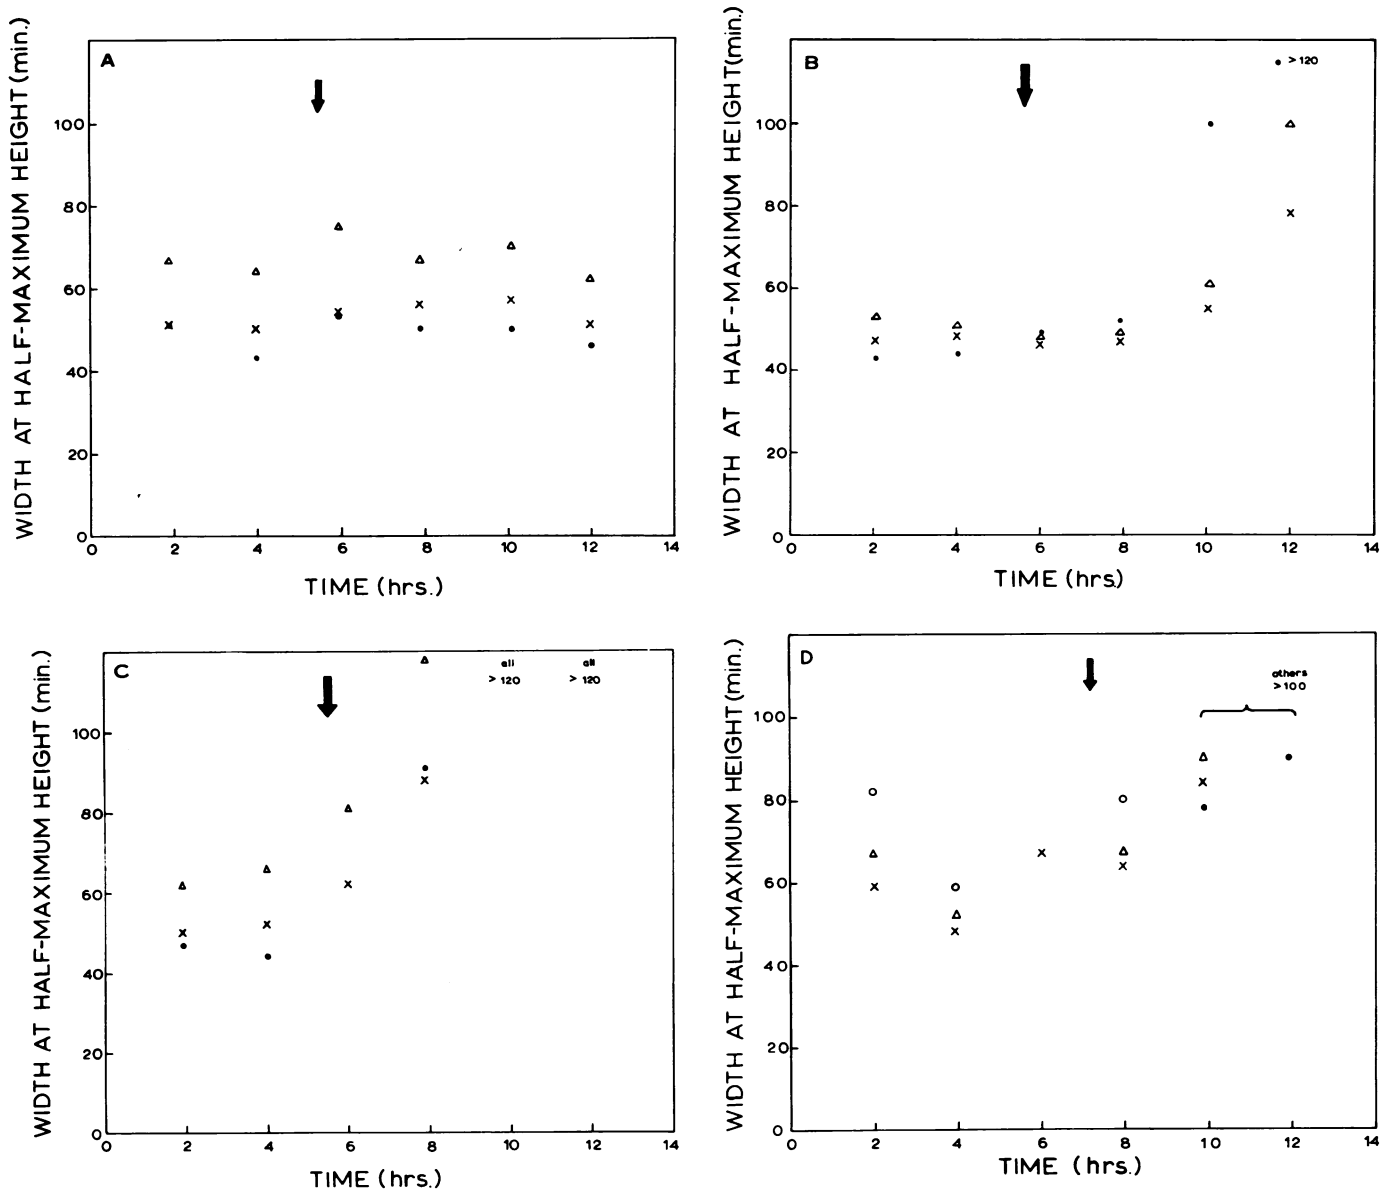 A
WIDTH AT HALF-MAXIMUM HEIGHT (min.)
100
80
60
40
20
0
0 2 4 6 8 10 12 14
TIME (hrs.)
B
> 120
WIDTH AT HALF-MAXIMUM HEIGHT (min.)
100
80
60
40
20
0
0 2 4 6 8 10 12 14
TIME (hrs.)
C
all
> 120
all
> 120
WIDTH AT HALF-MAXIMUM HEIGHT (min.)
100
80
60
40
20
0
0 2 4 6 8 10 12 14
TIME (hrs.)
D
others
>100
WIDTH AT HALF-MAXIMUM HEIGHT (min.)
100
80
60
40
20
0
0 2 4 6 8 10 12 14
TIME (hrs.)